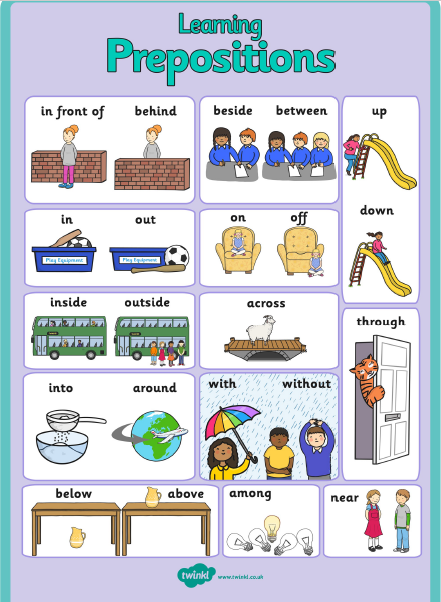 Learning
Prepositions
in front of
behind
beside
between
up
down
in
out
Play Equipment
Play Equipment
on
off
inside
outside
across
through
into
around
with
without
below
above
among
near
twinkl
www.twinkl.co.uk